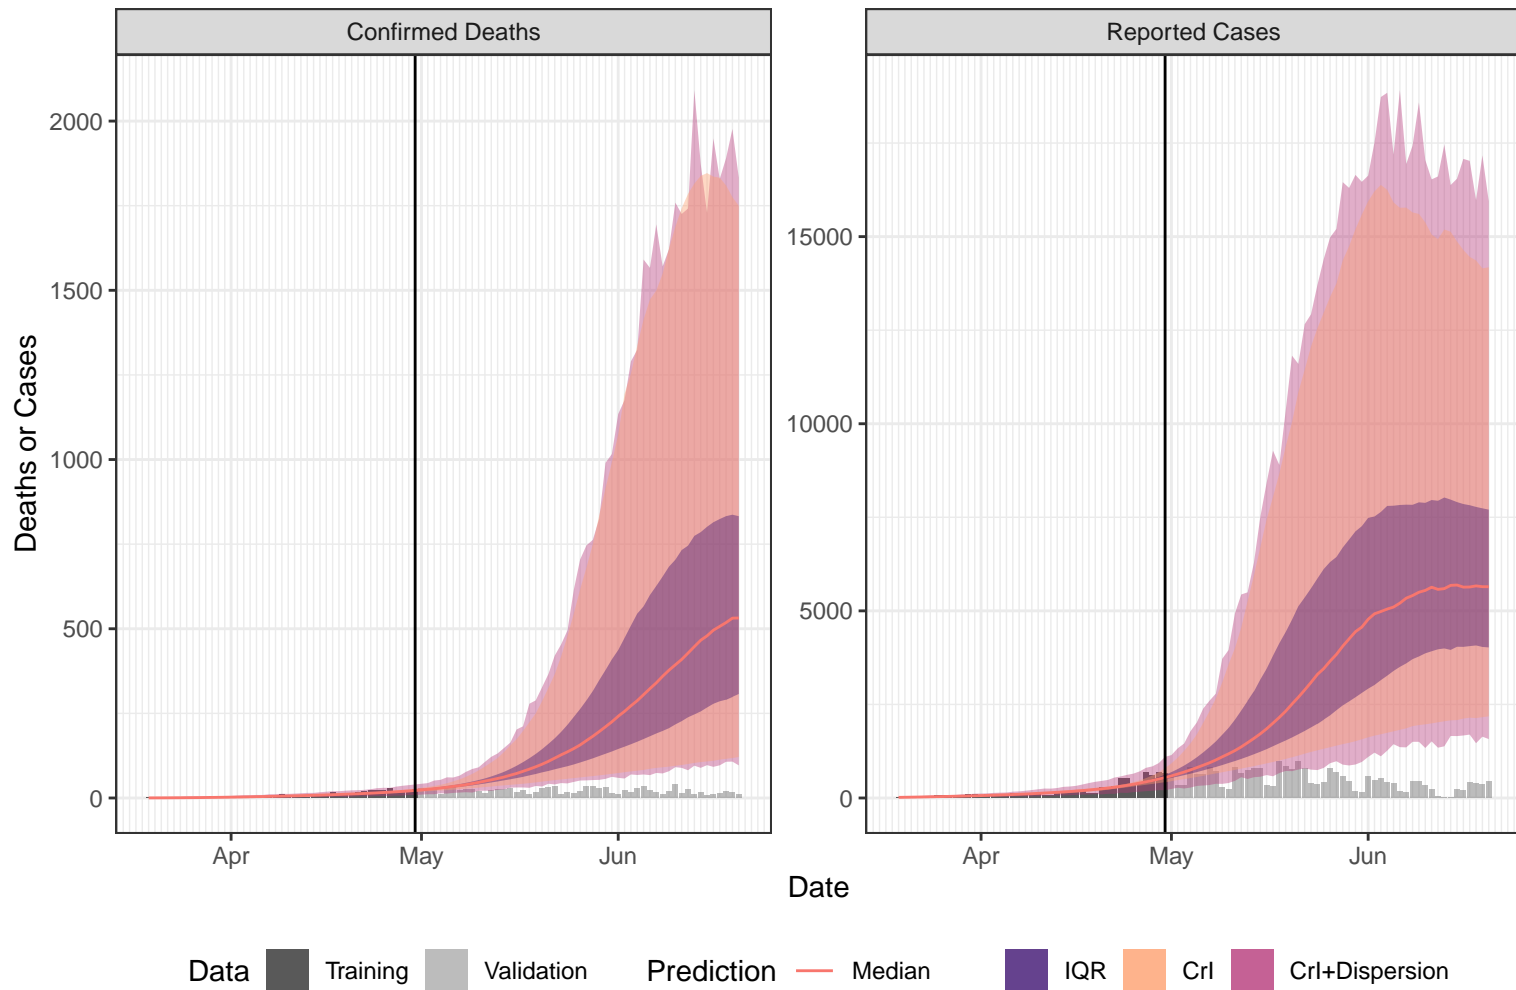 Confirmed Deaths
Reported Cases
Deaths or Cases
2000
1500
1000
500
0
15000
10000
5000
0
Apr
May
Jun
Apr
May
Jun
Date
Data
Training
Validation
Prediction
Median
IQR
CrI
CrI+Dispersion